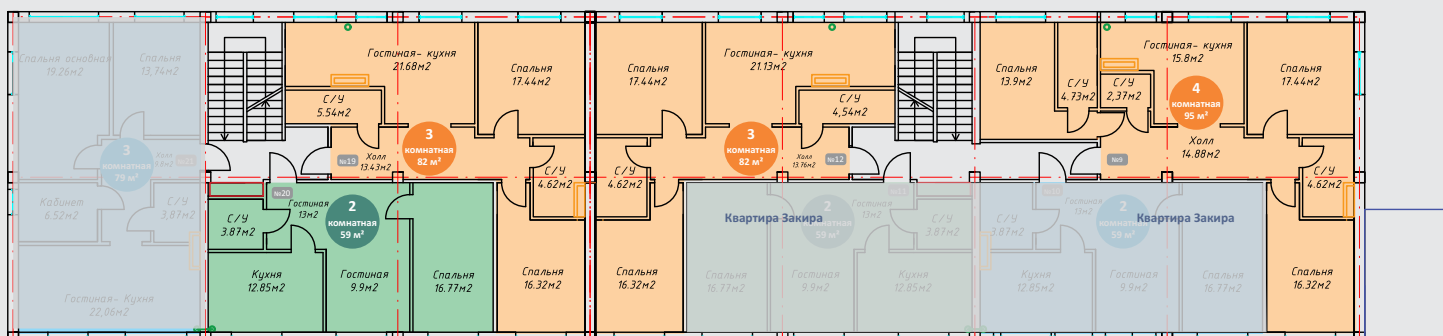 Спальня основная
19.26м2
Спальня
13,74м2
3
комнатная
79 м²
Холл
Кабинет
6.52м2
С/У
3,87м2
Гостиная- Кухня
22,06м2
Гостиная- кухня
21.68м2
Спальня
17.44м2
С/У
5.54м2
№19
Холл
13.43м2
3
комнатная
82 м²
С/У
4.62м2
Спальня
16.32м2
№20
Гостиная
13м2
2
комнатная
59 м²
С/У
3.87м2
Кухня
12.85м2
Гостиная
9.9м2
Спальня
16.77м2
Спальня
17.44м2
Гостиная- кухня
21.13м2
С/У
4,54м2
3
комнатная
82 м²
Холл
13.76м2
№12
С/У
4.62м2
Спальня
16.32м2
Квартира Закира
2
комнатная
59 м²
Гостиная
13м2
С/У
3.87м2
Спальня
16.77м2
Гостиная
9.9м2
Кухня
12.85м2
Спальня
13.9м2
С/У
4.73м2
С/У
2,37м2
Гостиная- кухня
15.8м2
4
комнатная
95 м²
Спальня
17.44м2
№9
Холл
14.88м2
С/У
4.62м2
Спальня
16.32м2
С/У
3.87м2
Гостиная
13м2
2
комнатная
59 м²
Квартира Закира
Кухня
12.85м2
Гостиная
9.9м2
Спальня
16.77м2